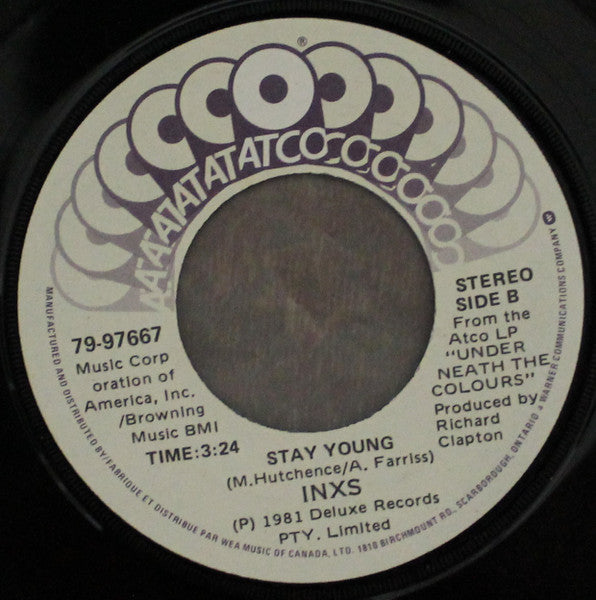 ®
ATATATATATATCOOOOOOOO
79-97667
Music Corp
oration of
America, Inc.
/Browning
Music BMI
TIME:3:24
STEREO
SIDE B
From the
Atco LP
"UNDER
NEATH THE
COLOURS"
Produced by
Richard
Clapton
STAY YOUNG
(M.Hutchence/A. Farriss)
INXS
(P) 1981 Deluxe Records
PTY. Limited
MANUFACTURED AND DISTRIBUTED BY/FABRIQUE ET DISTRIBUE PAR WEA MUSIC OF CANADA, LTD. 1810 BIRCHMOUNT RD., SCARBOROUGH, ONTARIO a WARNER COMMUNICATIONS COMPANY